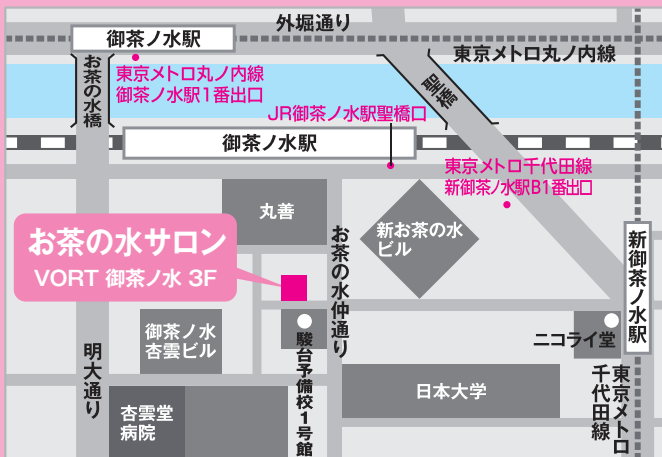 外堀通り
御茶ノ水駅
東京メトロ丸ノ内線
お茶の水橋
東京メトロ丸ノ内線
御茶ノ水駅1番出口
聖橋
JR御茶ノ水駅聖橋口
御茶ノ水駅
東京メトロ千代田線
新御茶ノ水駅B1番出口
丸善
新お茶の水
ビル
お茶の水サロン
VORT 御茶ノ水 3F
お茶の水仲通り
新御茶ノ水駅
御茶ノ水
杏雲ビル
駿台予備校1号館
ニコライ堂
明大通り
日本大学
東京メトロ
千代田線
杏雲堂
病院